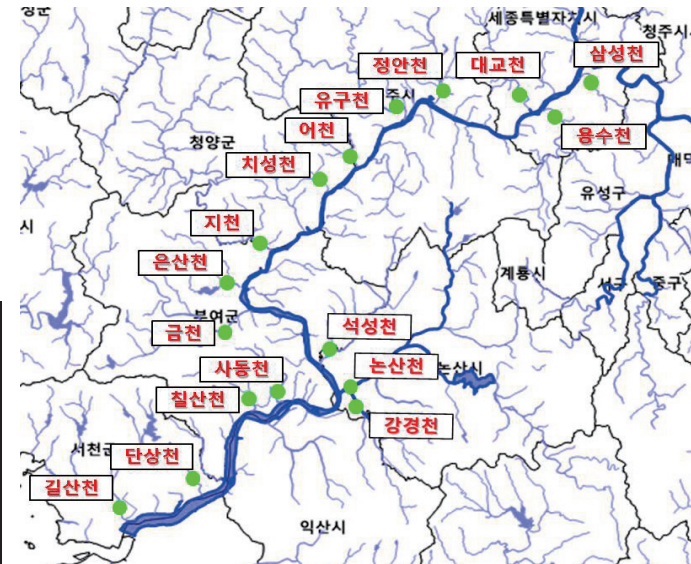 세종특별자치시
청주시
삼성천
대교천
정안천
유구천
주시
어천
용수천
청양군
치성천
유성구
지천
은산천
계룡시
서구
중구
부여군
금천
석성천
논산천
논산시
사동천
칠산천
강경천
서천군
단상천
길산천
익산시